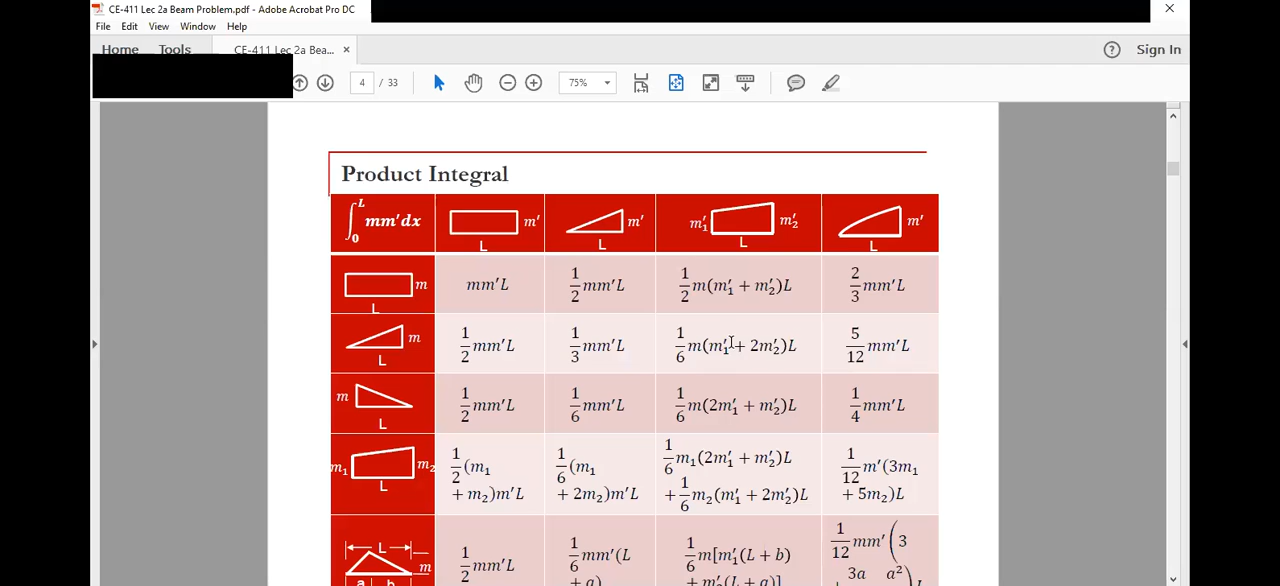 CE-411 Lec 2a Beam Problem.pdf - Adobe Acrobat Pro DC
File Edit View Window Help
Home Tools CE-411 Lec 2a Bea... × Sign In
4 / 33 75%
Product Integral
∫₀ᴸ mm′dx m′ L m′ L m′₁ m′₂ L m′ L
m L mm′L 1/2 mm′L 1/2 m(m′₁ + m′₂)L 2/3 mm′L
m L 1/2 mm′L 1/3 mm′L 1/6 m(m′₁ + 2m′₂)L 5/12 mm′L
m L 1/2 mm′L 1/6 mm′L 1/6 m(2m′₁ + m′₂)L 1/4 mm′L
m₁ m₂ L 1/2 (m₁ + m₂)m′L 1/6 (m₁ + 2m₂)m′L 1/6 m₁(2m′₁ + m′₂) + 1/6 m₂(m′₁ + 2m′₂)L 1/12 m′(3m₁ + 5m₂)L
L m a b 1/2 mm′L 1/6 mm′(L + a) 1/6 m[m′₁(L + b) + m′₂(L + a)] 1/12 mm′(3 + 3a a²) L